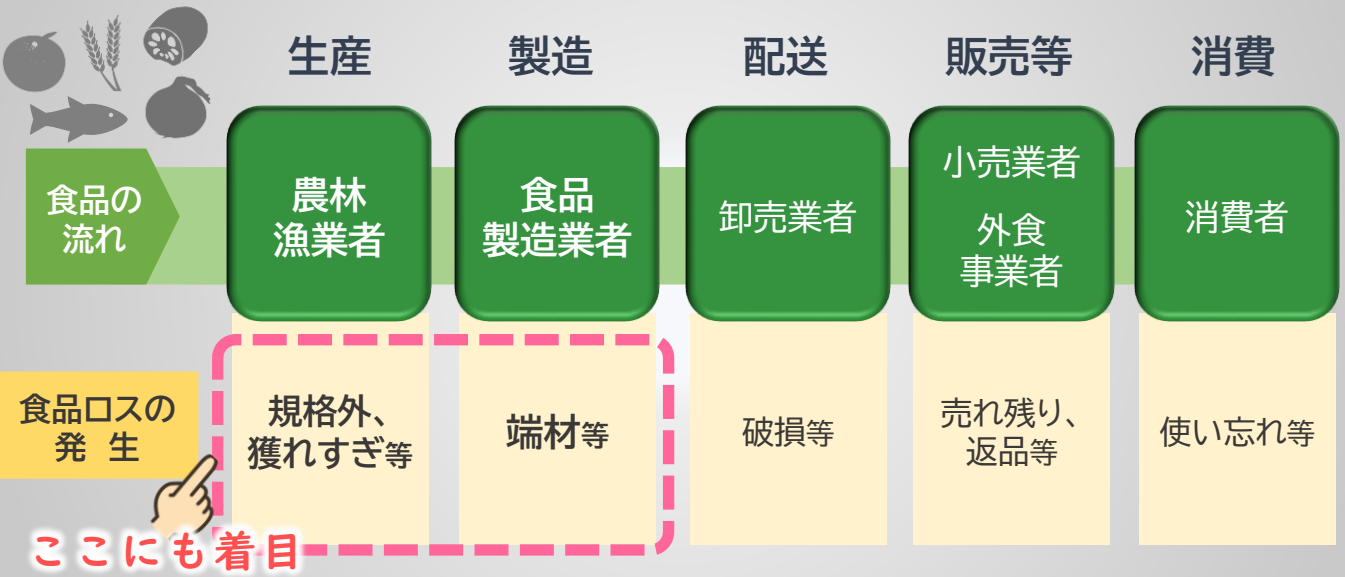 生産
製造
配送
販売等
消費
食品の
流れ
農林
漁業者
食品
製造業者
卸売業者
小売業者
外食
事業者
消費者
食品ロスの
発 生
規格外、
獲れすぎ等
端材等
破損等
売れ残り、
返品等
使い忘れ等
ここにも着目